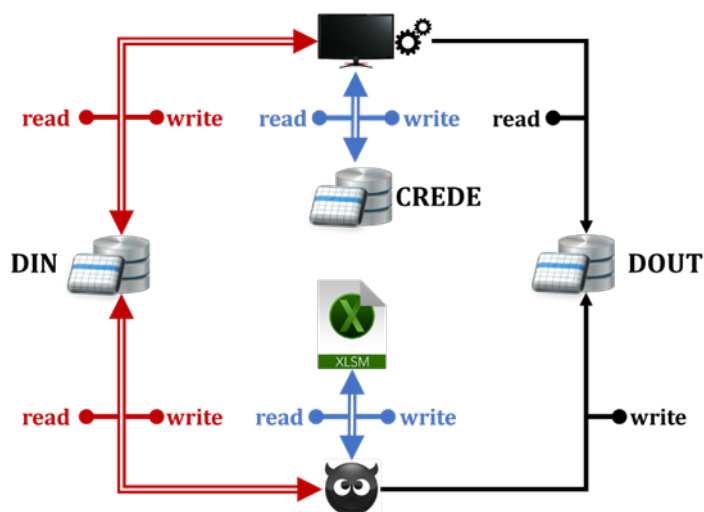 read
write
read
write
read
CREDE
DIN
DOUT
X
XLSM
read
write
read
write
write